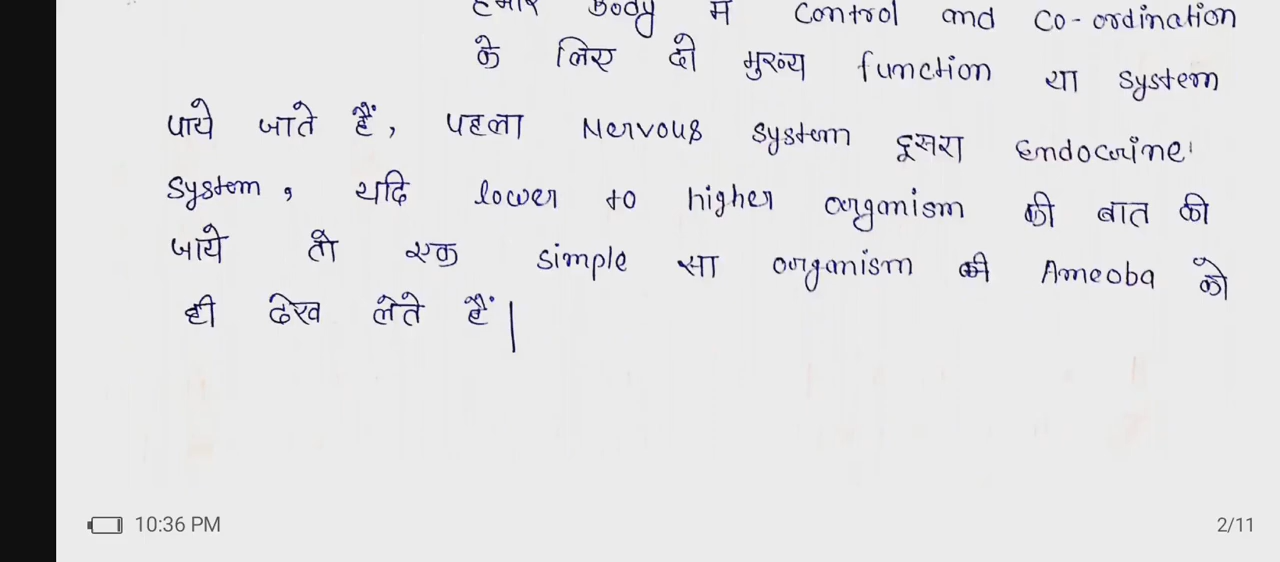 हमारे Body में Control and Co-ordination
के लिए दो मुख्य function या system
पाये जाते हैं, पहला Nervous system दूसरा Endocrine
system, यदि lower to higher organism की बात की
जाये तो एक simple सा organism की Ameoba को
ही देख लेते हैं|
10:36 PM
2/11